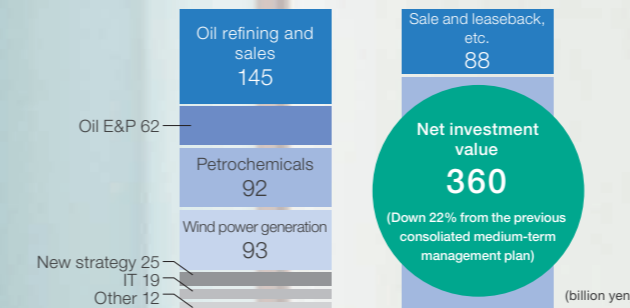 Oil refining and
sales
145
Oil E&P 62
Petrochemicals
92
Wind power generation
93
New strategy 25
IT 19
Other 12
Sale and leaseback,
etc.
88
Net investment
value
360
(Down 22% from the previous
consoliated medium-term
management plan)
(billion yen